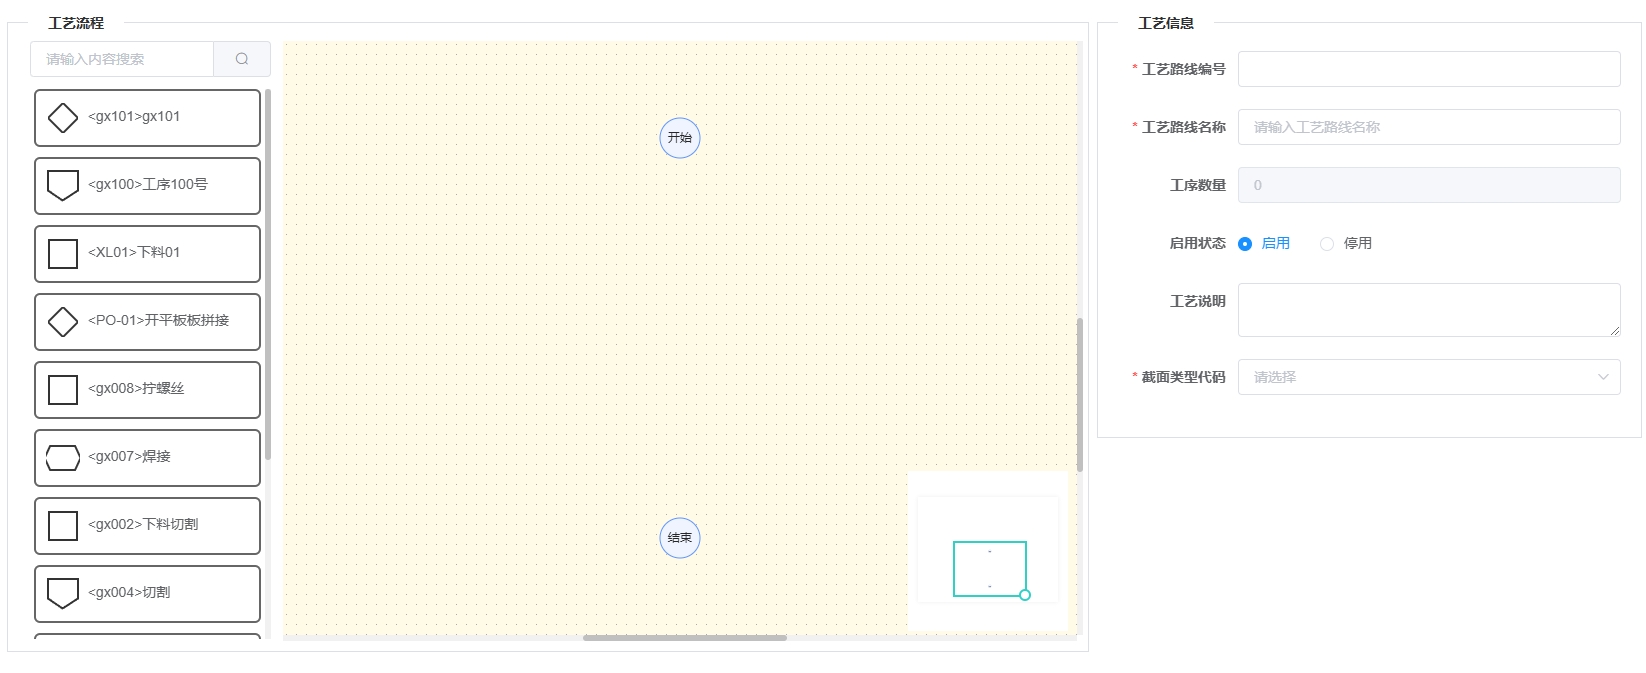 工艺流程
请输入内容搜索
<gx101>gx101
<gx100>工序100号
<XL01>下料01
<PO-01>开平板板拼接
<gx008>拧螺丝
<gx007>焊接
<gx002>下料切割
<gx004>切割
开始
结束
工艺信息
* 工艺路线编号
* 工艺路线名称 请输入工艺路线名称
工序数量 0
启用状态 启用 停用
工艺说明
* 截面类型代码 请选择